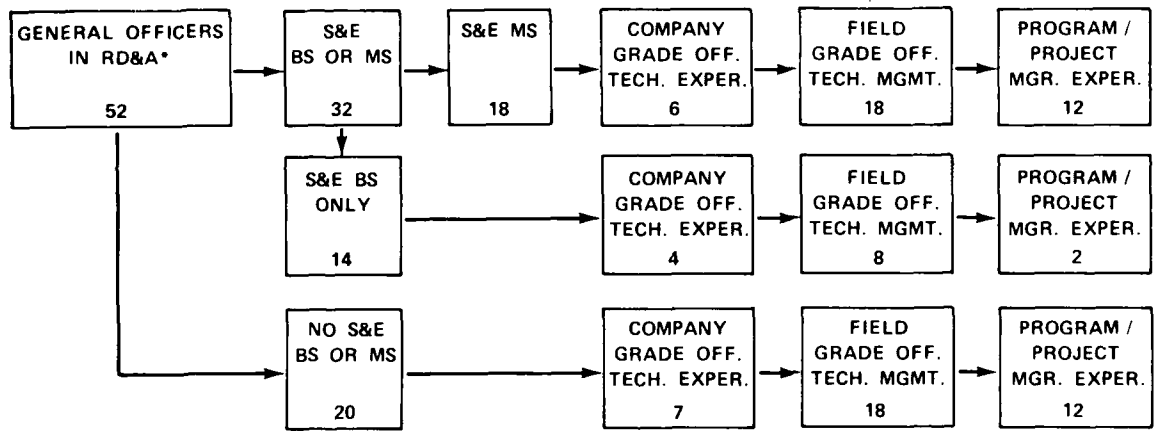 GENERAL OFFICERS
IN RD&A*
52
S&E
BS OR MS
32
S&E MS
18
COMPANY
GRADE OFF.
TECH. EXPER.
6
FIELD
GRADE OFF.
TECH. MGMT.
18
PROGRAM /
PROJECT
MGR. EXPER.
12
S&E BS
ONLY
14
COMPANY
GRADE OFF.
TECH. EXPER.
4
FIELD
GRADE OFF.
TECH. MGMT.
8
PROGRAM /
PROJECT
MGR. EXPER.
2
NO S&E
BS OR MS
20
COMPANY
GRADE OFF.
TECH. EXPER.
7
FIELD
GRADE OFF.
TECH. MGMT.
18
PROGRAM /
PROJECT
MGR. EXPER.
12